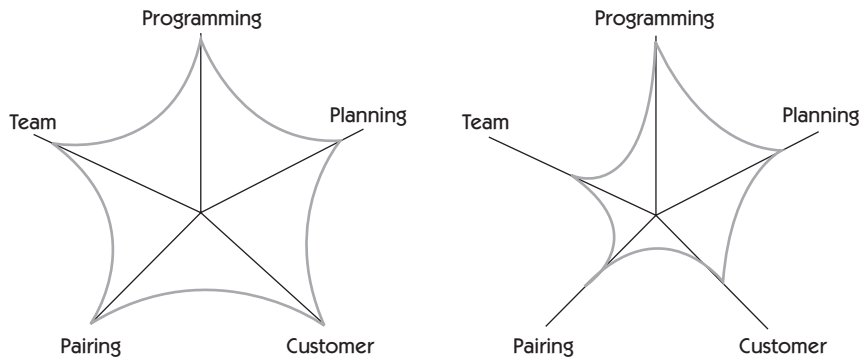 Programming
Team
Planning
Pairing
Customer
Programming
Team
Planning
Pairing
Customer